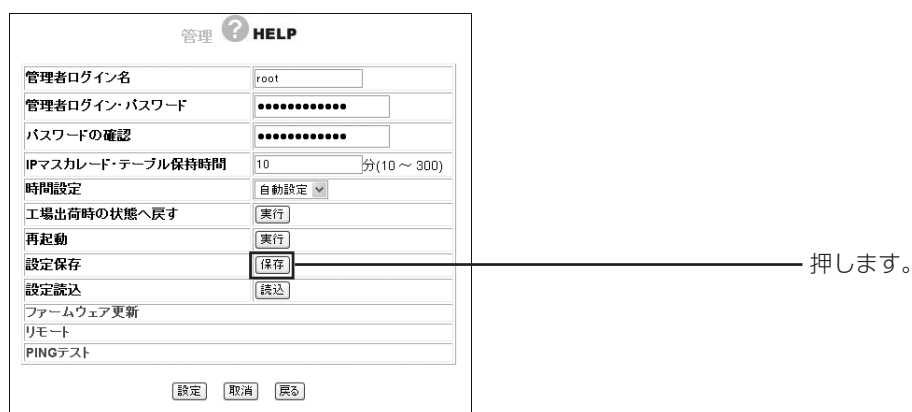 管理 ? HELP
管理者ログイン名 root
管理者ログイン・パスワード ●●●●●●●●●●●●
パスワードの確認 ●●●●●●●●●●●●
IPマスカレード・テーブル保持時間 10 分(10 ～ 300)
時間設定 自動設定
工場出荷時の状態へ戻す 実行
再起動 実行
設定保存 保存 押します。
設定読込 読込
ファームウェア更新
リモート
PINGテスト
設定 取消 戻る